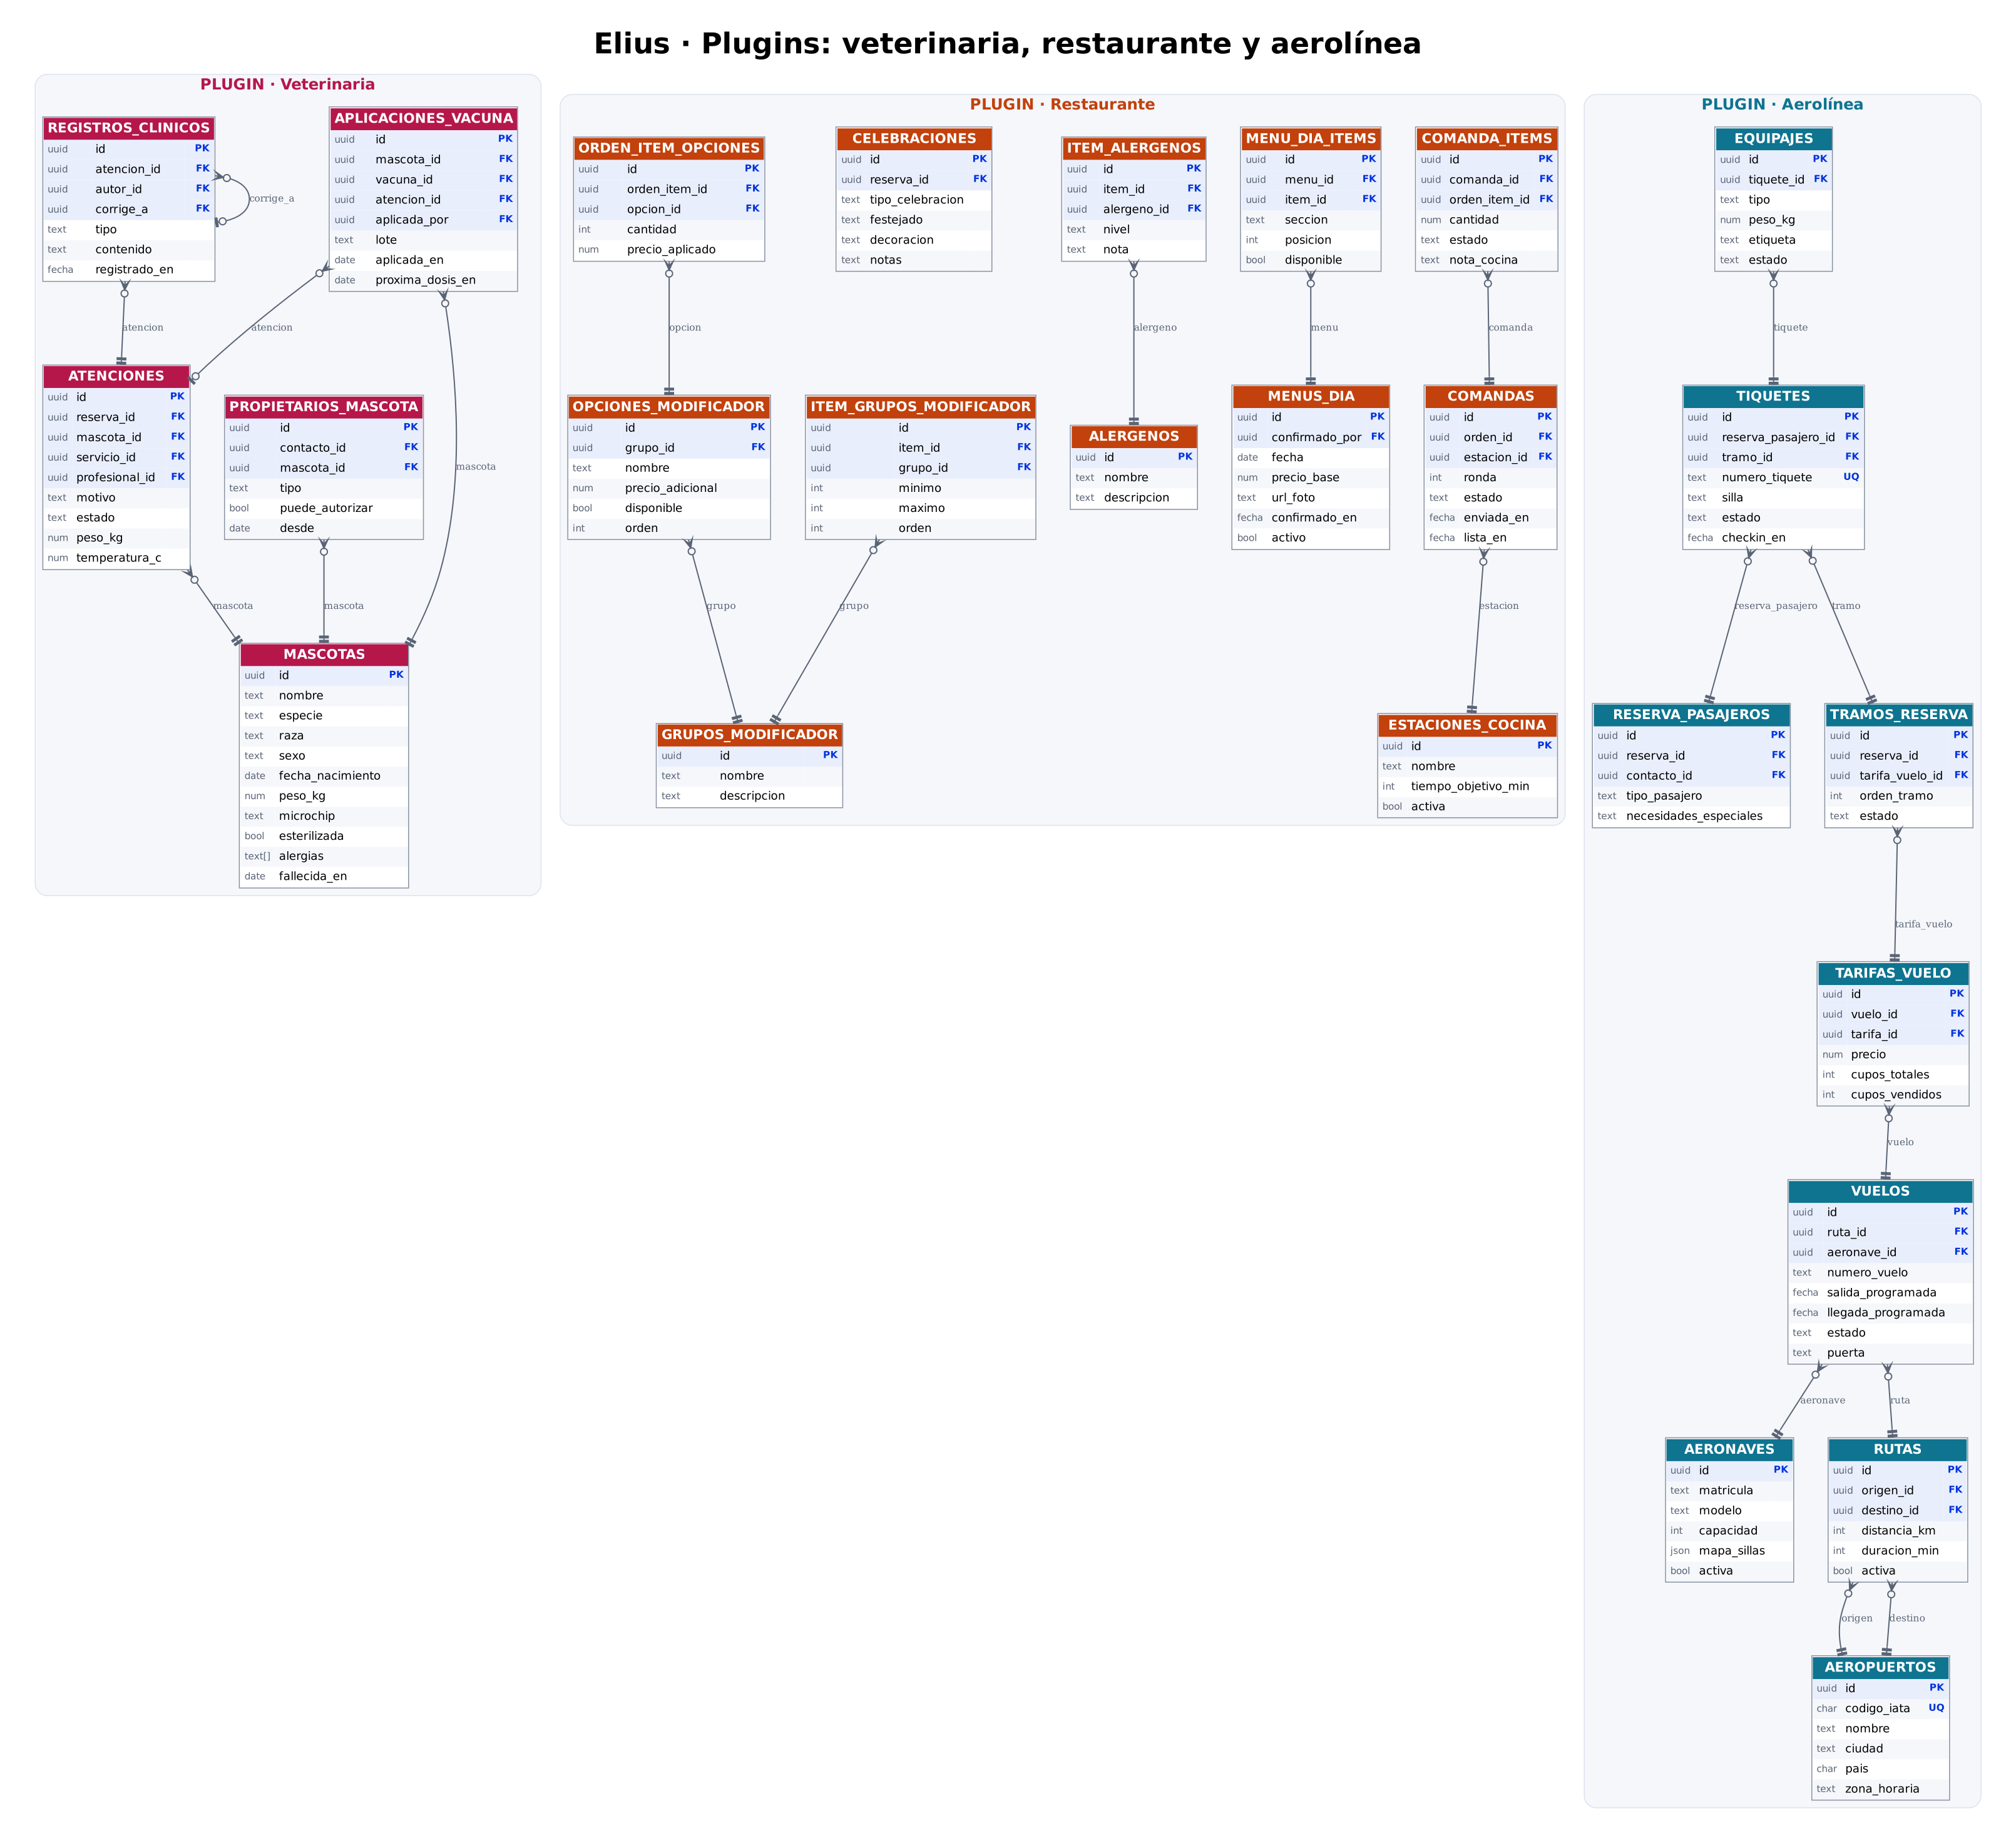 Elius · Plugins: veterinaria, restaurante y aerolínea
PLUGIN · Veterinaria
REGISTROS_CLINICOS
uuid id PK
uuid atencion_id FK
uuid autor_id FK
uuid corrige_a FK
text tipo
text contenido
fecha registrado_en
corrige_a
APLICACIONES_VACUNA
uuid id PK
uuid mascota_id FK
uuid vacuna_id FK
uuid atencion_id FK
uuid aplicada_por FK
text lote
date aplicada_en
date proxima_dosis_en
atencion
atencion
ATENCIONES
uuid id PK
uuid reserva_id FK
uuid mascota_id FK
uuid servicio_id FK
uuid profesional_id FK
text motivo
text estado
num peso_kg
num temperatura_c
PROPIETARIOS_MASCOTA
uuid id PK
uuid contacto_id FK
uuid mascota_id FK
text tipo
bool puede_autorizar
date desde
mascota
mascota
mascota
MASCOTAS
uuid id PK
text nombre
text especie
text raza
text sexo
date fecha_nacimiento
num peso_kg
text microchip
bool esterilizada
text[] alergias
date fallecida_en
PLUGIN · Restaurante
ORDEN_ITEM_OPCIONES
uuid id PK
uuid orden_item_id FK
uuid opcion_id FK
int cantidad
num precio_aplicado
CELEBRACIONES
uuid id PK
uuid reserva_id FK
text tipo_celebracion
text festejado
text decoracion
text notas
ITEM_ALERGENOS
uuid id PK
uuid item_id FK
uuid alergeno_id FK
text nivel
text nota
MENU_DIA_ITEMS
uuid id PK
uuid menu_id FK
uuid item_id FK
text seccion
int posicion
bool disponible
COMANDA_ITEMS
uuid id PK
uuid comanda_id FK
uuid orden_item_id FK
num cantidad
text estado
text nota_cocina
opcion
alergeno
menu
comanda
OPCIONES_MODIFICADOR
uuid id PK
uuid grupo_id FK
text nombre
num precio_adicional
bool disponible
int orden
ITEM_GRUPOS_MODIFICADOR
uuid id PK
uuid item_id FK
uuid grupo_id FK
int minimo
int maximo
int orden
ALERGENOS
uuid id PK
text nombre
text descripcion
MENUS_DIA
uuid id PK
uuid confirmado_por FK
date fecha
num precio_base
text url_foto
fecha confirmado_en
bool activo
COMANDAS
uuid id PK
uuid orden_id FK
uuid estacion_id FK
int ronda
text estado
fecha enviada_en
fecha lista_en
grupo
grupo
estacion
GRUPOS_MODIFICADOR
uuid id PK
text nombre
text descripcion
ESTACIONES_COCINA
uuid id PK
text nombre
int tiempo_objetivo_min
bool activa
PLUGIN · Aerolínea
EQUIPAJES
uuid id PK
uuid tiquete_id FK
text tipo
num peso_kg
text etiqueta
text estado
tiquete
TIQUETES
uuid id PK
uuid reserva_pasajero_id FK
uuid tramo_id FK
text numero_tiquete UQ
text silla
text estado
fecha checkin_en
reserva_pasajero
tramo
RESERVA_PASAJEROS
uuid id PK
uuid reserva_id FK
uuid contacto_id FK
text tipo_pasajero
text necesidades_especiales
TRAMOS_RESERVA
uuid id PK
uuid reserva_id FK
uuid tarifa_vuelo_id FK
int orden_tramo
text estado
tarifa_vuelo
TARIFAS_VUELO
uuid id PK
uuid vuelo_id FK
uuid tarifa_id FK
num precio
int cupos_totales
int cupos_vendidos
vuelo
VUELOS
uuid id PK
uuid ruta_id FK
uuid aeronave_id FK
text numero_vuelo
fecha salida_programada
fecha llegada_programada
text estado
text puerta
aeronave
ruta
AERONAVES
uuid id PK
text matricula
text modelo
int capacidad
json mapa_sillas
bool activa
RUTAS
uuid id PK
uuid origen_id FK
uuid destino_id FK
int distancia_km
int duracion_min
bool activa
origen
destino
AEROPUERTOS
uuid id PK
char codigo_iata UQ
text nombre
text ciudad
char pais
text zona_horaria